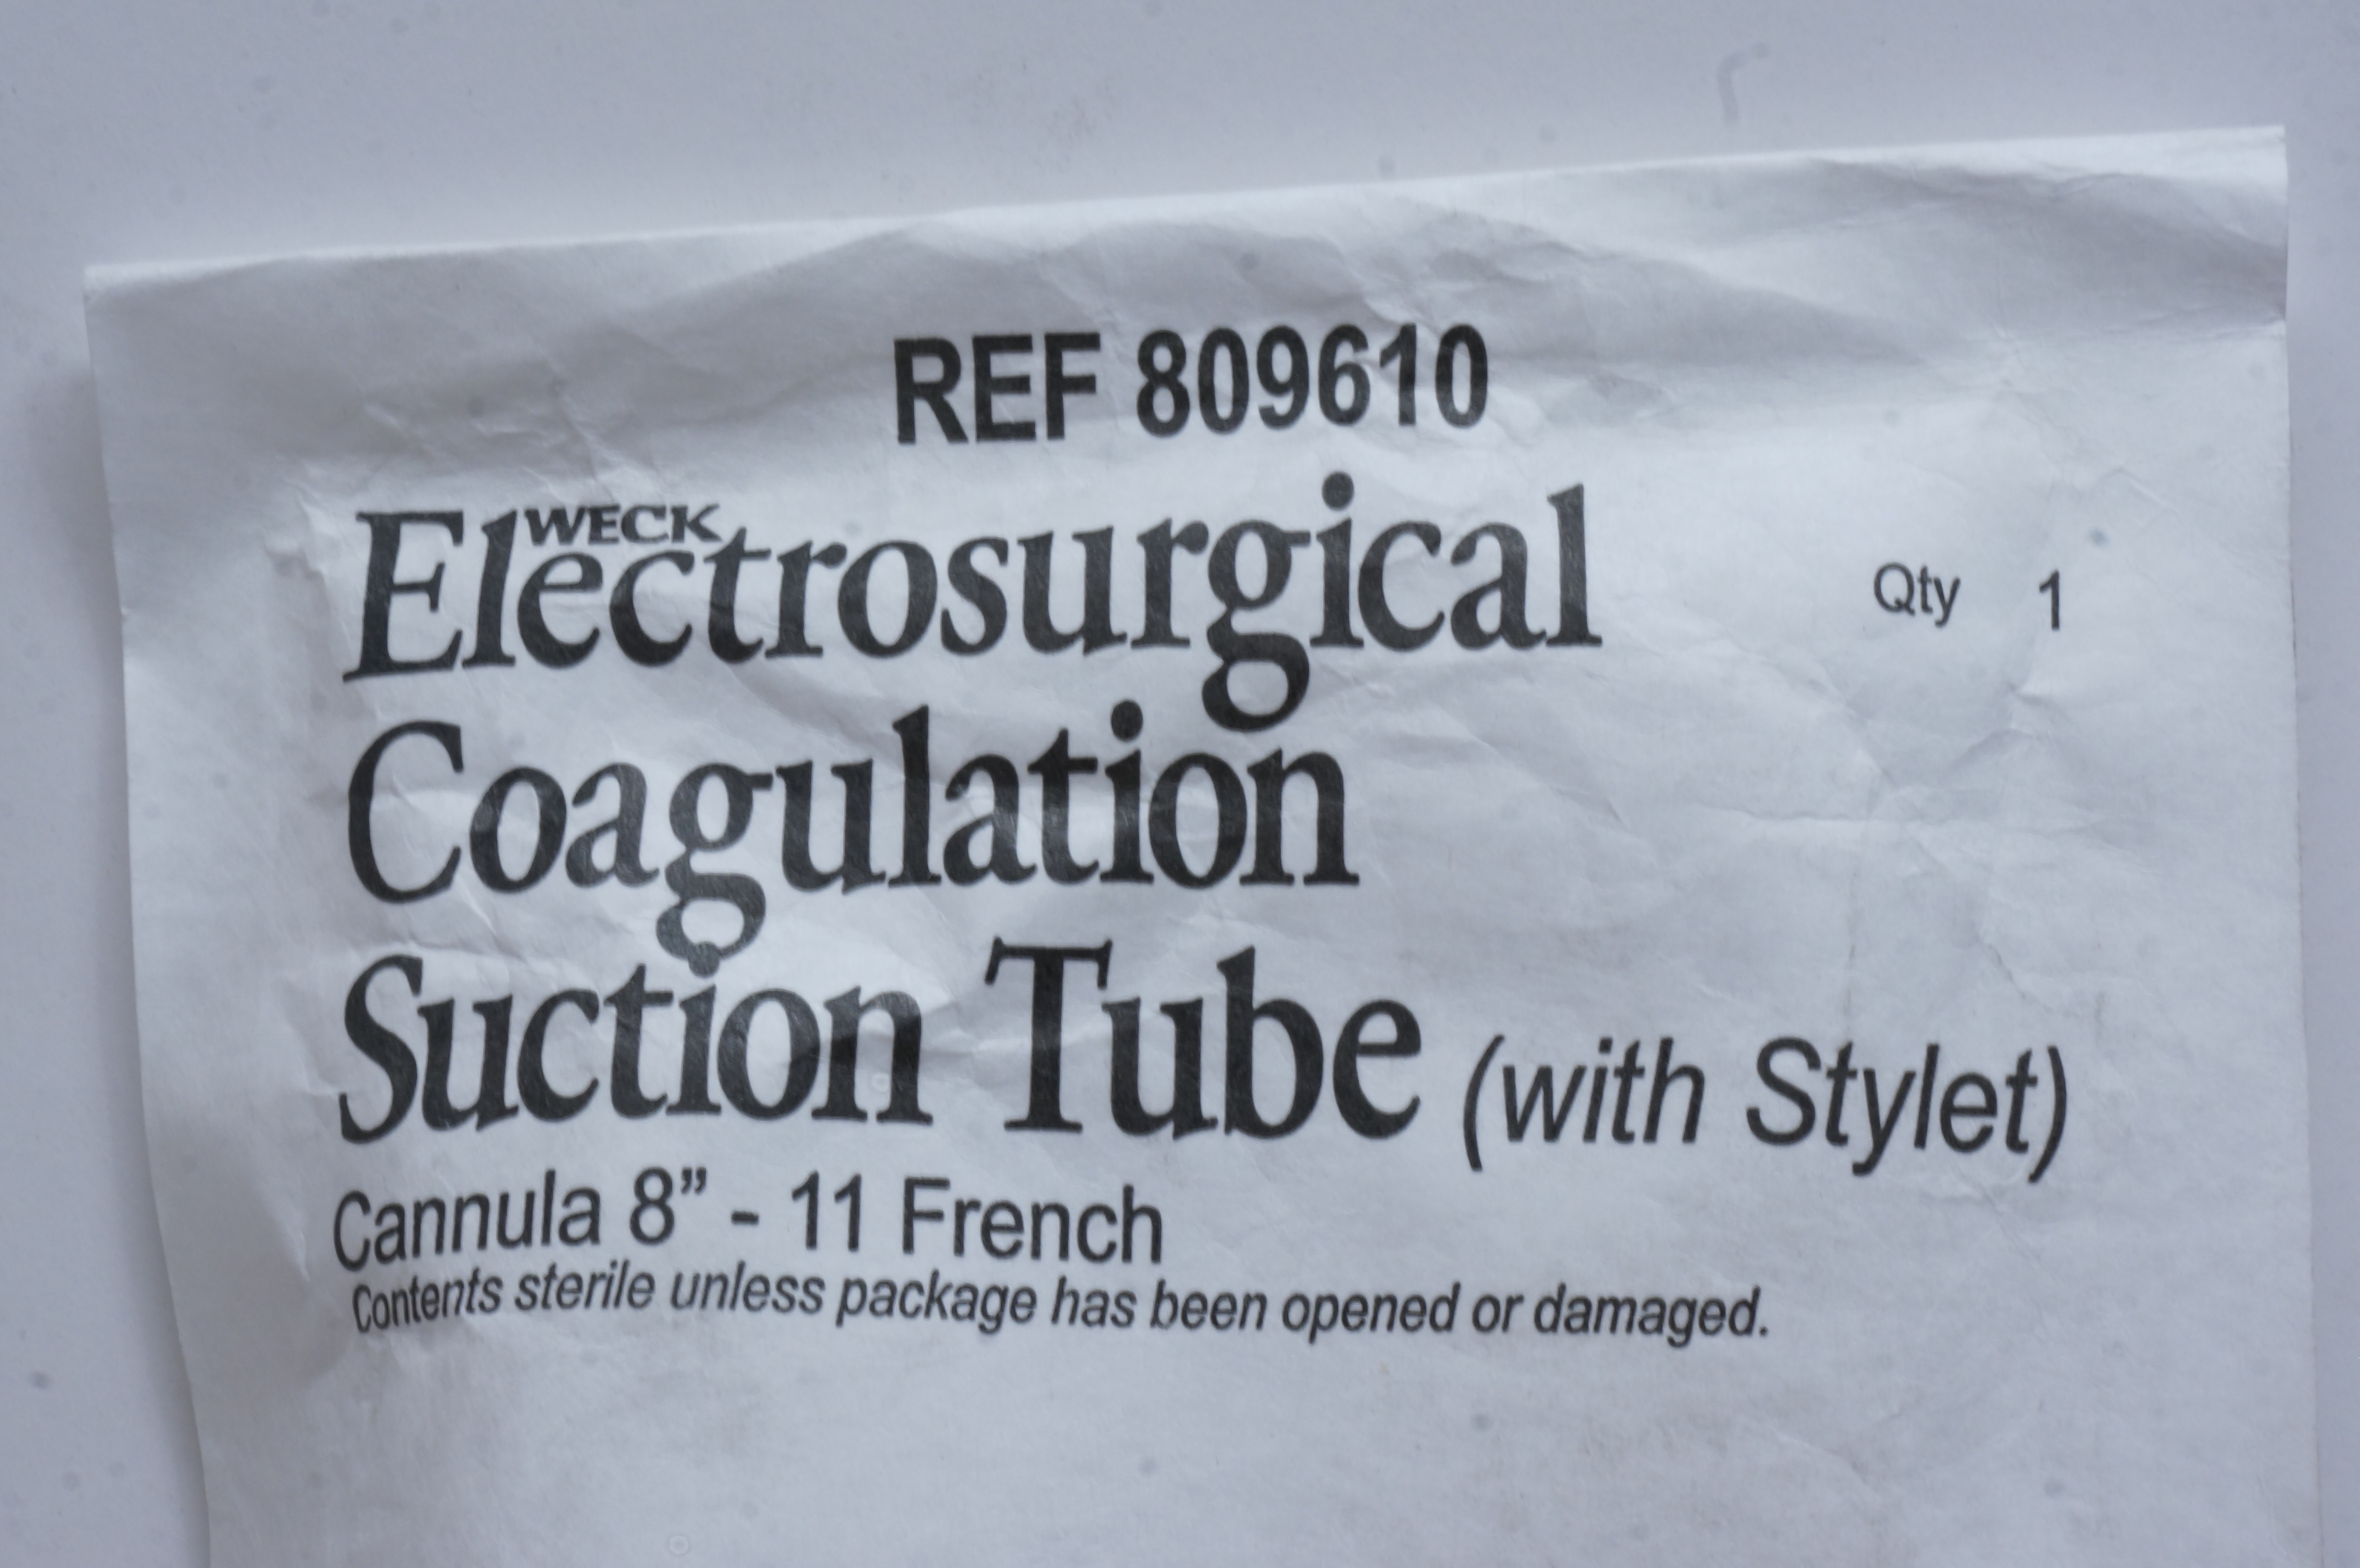 REF 809610
WECK
Electrosurgical
Qty 1
Coagulation
Suction Tube (with Stylet)
Cannula 8” - 11 French
Contents sterile unless package has been opened or damaged.